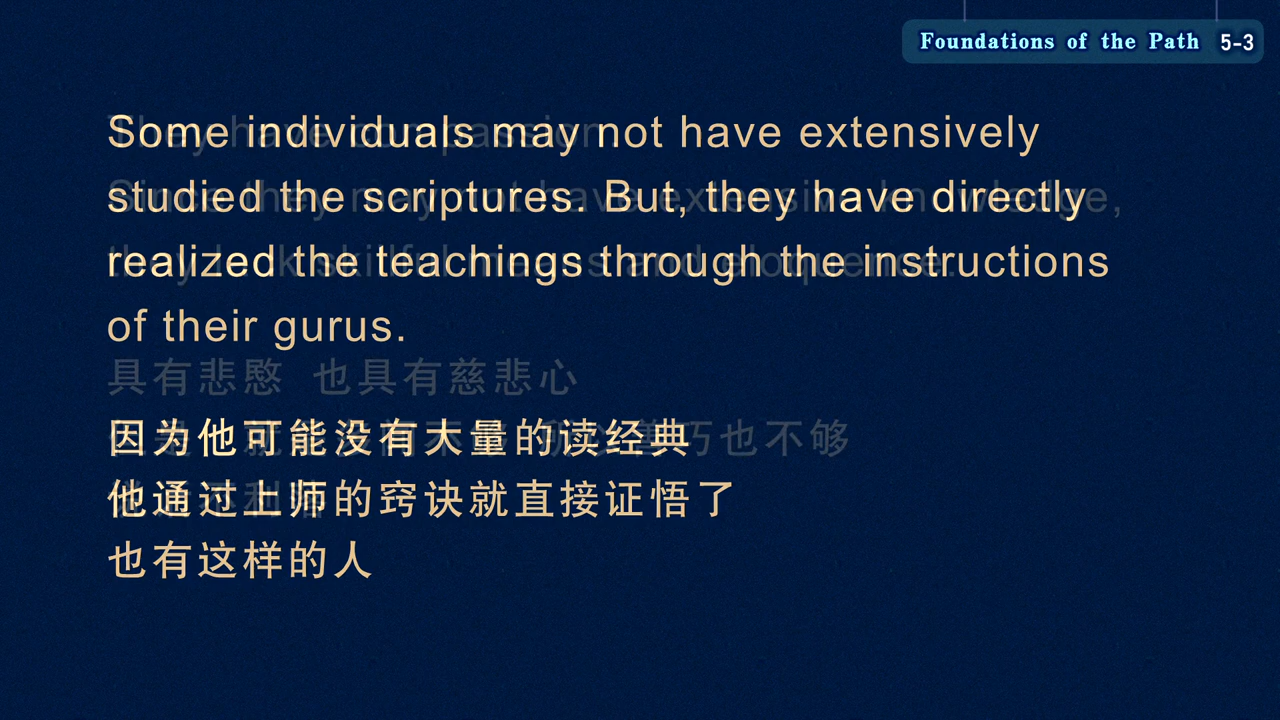 Foundations of the Path 5-3
Some individuals may not have extensively
studied the scriptures. But, they have directly
realized the teachings through the instructions
of their gurus.
具有悲愍 也具有慈悲心
因为他可能没有大量的读经典
他通过上师的窍诀就直接证悟了
也有这样的人